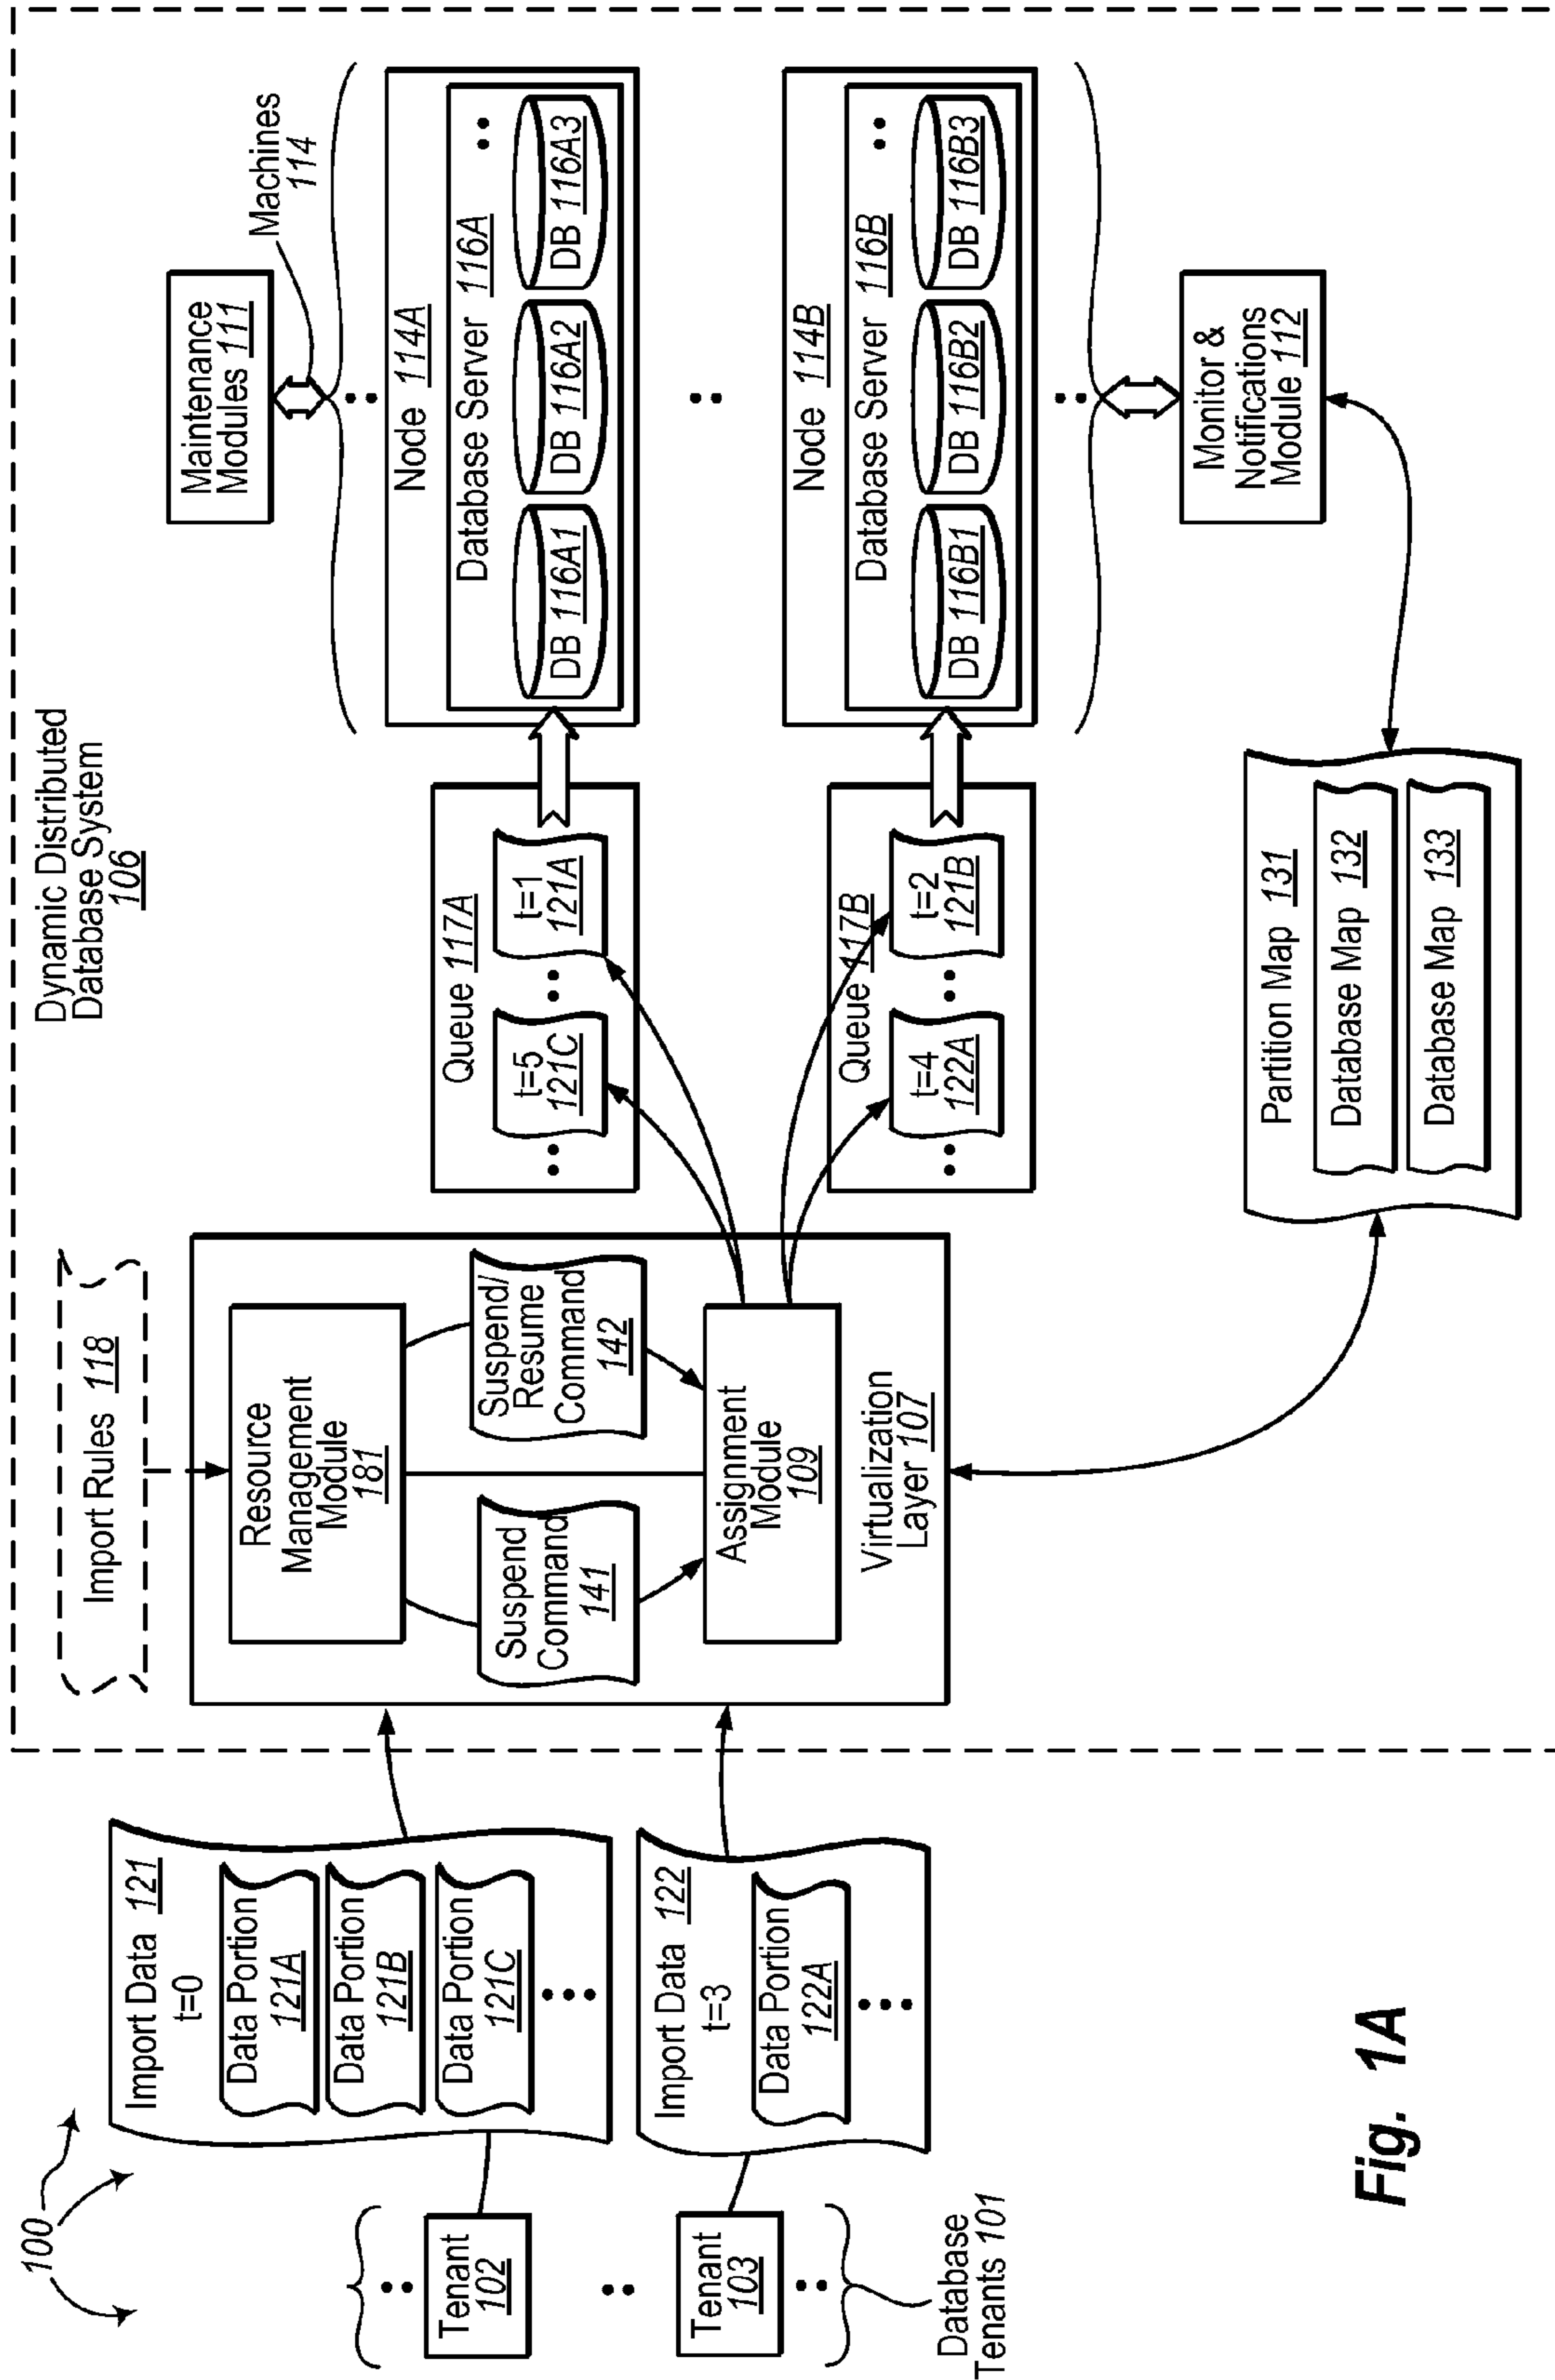 100
Dynamic Distributed
Database System
106
Import Data 121
t=0
Data Portion
121A
Data Portion
121B
Data Portion
121C
Import Data 122
t=3
Data Portion
122A
Tenant
102
Tenant
103
Database
Tenants 101
Import Rules 118
Resource
Management
Module
181
Suspend
Command
141
Suspend/
Resume
Command
142
Assignment
Module
109
Virtualization
Layer 107
Queue 117A
t=5
121C
t=1
121A
Queue 117B
t=4
122A
t=2
121B
Maintenance
Modules 111
Machines
114
Node 114A
Database Server 116A
DB 116A1
DB 116A2
DB 116A3
Node 114B
Database Server 116B
DB 116B1
DB 116B2
DB 116B3
Monitor &
Notifications
Module 112
Partition Map 131
Database Map 132
Database Map 133
Fig. 1A